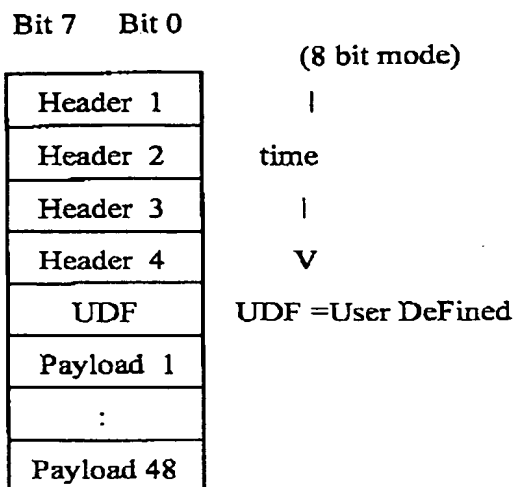 Bit 7 Bit 0
(8 bit mode)
Header 1
Header 2 time
Header 3
Header 4 V
UDF UDF =User DeFined
Payload 1
:
Payload 48